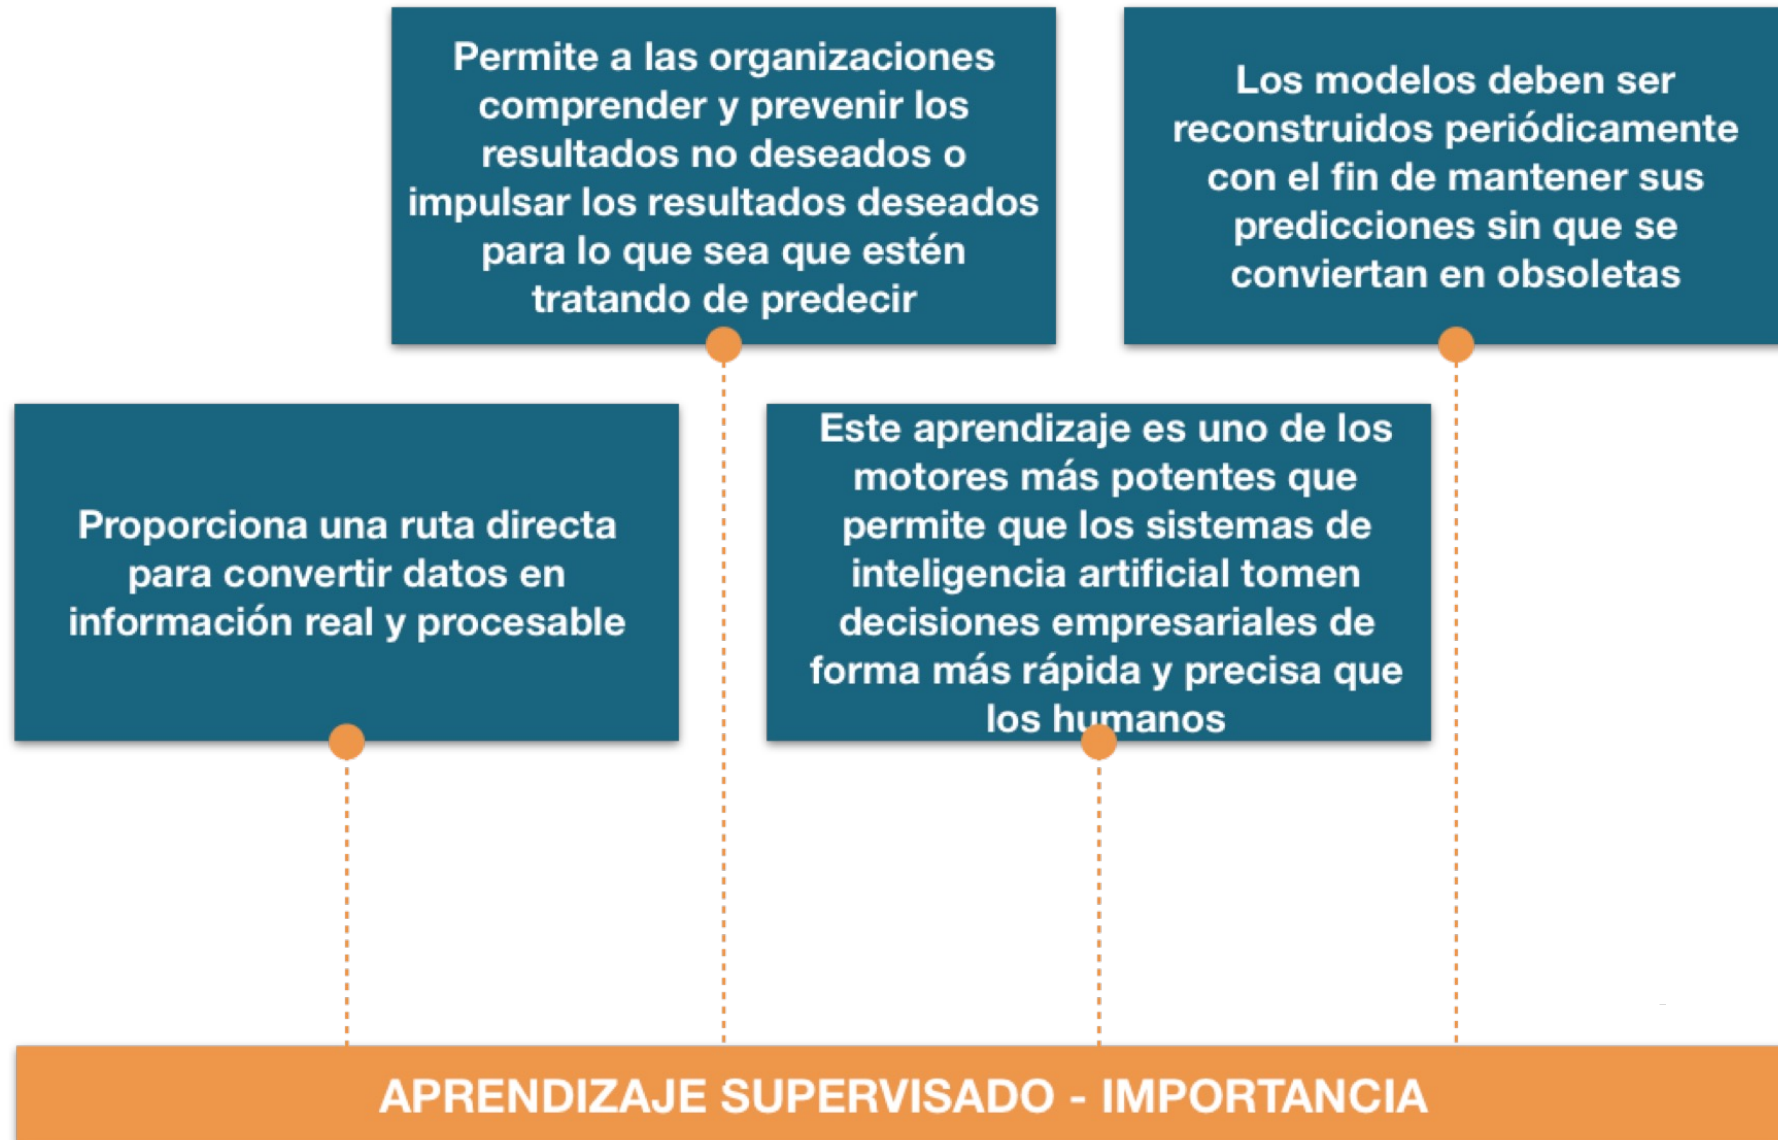 Permite a las organizaciones
comprender y prevenir los
resultados no deseados o
impulsar los resultados deseados
para lo que sea que estén
tratando de predecir
Los modelos deben ser
reconstruidos periódicamente
con el fin de mantener sus
predicciones sin que se
conviertan en obsoletas
Proporciona una ruta directa
para convertir datos en
información real y procesable
Este aprendizaje es uno de los
motores más potentes que
permite que los sistemas de
inteligencia artificial tomen
decisiones empresariales de
forma más rápida y precisa que
los humanos
APRENDIZAJE SUPERVISADO - IMPORTANCIA